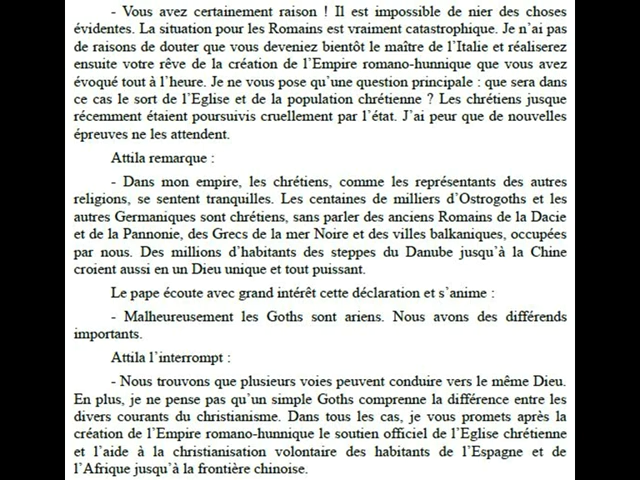 - Vous avez certainement raison ! Il est impossible de nier des choses
évidentes. La situation pour les Romains est vraiment catastrophique. Je n'ai pas
de raisons de douter que vous deveniez bientôt le maître de l'Italie et réaliserez
ensuite votre rêve de la création de l'Empire romano-hunnique que vous avez
évoqué tout à l'heure. Je ne vous pose qu'une question principale : que sera dans
ce cas le sort de l'Eglise et de la population chrétienne ? Les chrétiens jusque
récemment étaient poursuivis cruellement par l'état. J'ai peur que de nouvelles
épreuves ne les attendent.
Attila remarque :
- Dans mon empire, les chrétiens, comme les représentants des autres
religions, se sentent tranquilles. Les centaines de milliers d'Ostrogoths et les
autres Germaniques sont chrétiens, sans parler des anciens Romains de la Dacie
et de la Pannonie, des Grecs de la mer Noire et des villes balkaniques, occupées
par nous. Des millions d'habitants des steppes du Danube jusqu'à la Chine
croient aussi en un Dieu unique et tout puissant.
Le pape écoute avec grand intérêt cette déclaration et s'anime :
- Malheureusement les Goths sont ariens. Nous avons des différends
importants.
Attila l'interrompt :
- Nous trouvons que plusieurs voies peuvent conduire vers le même Dieu.
En plus, je ne pense pas qu'un simple Goths comprenne la différence entre les
divers courants du christianisme. Dans tous les cas, je vous promets après la
création de l'Empire romano-hunnique le soutien officiel de l'Eglise chrétienne
et l'aide à la christianisation volontaire des habitants de l'Espagne et de
l'Afrique jusqu'à la frontière chinoise.